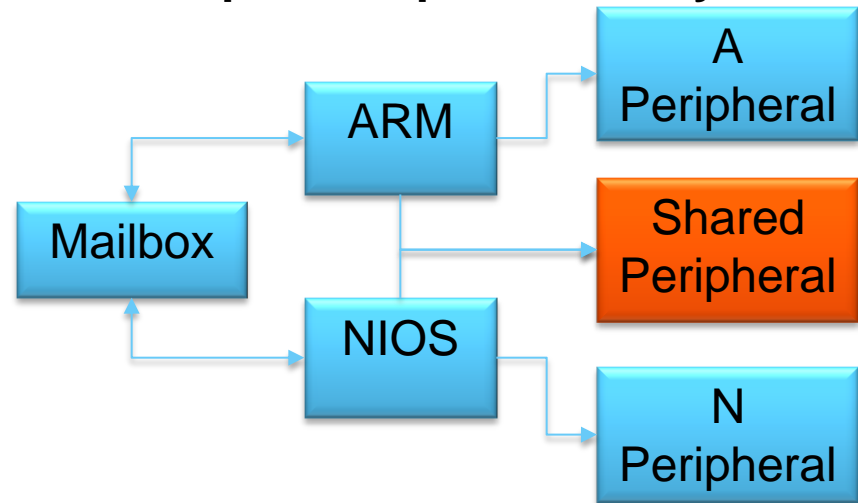 A
Peripheral
ARM
Shared
Peripheral
Mailbox
NIOS
N
Peripheral